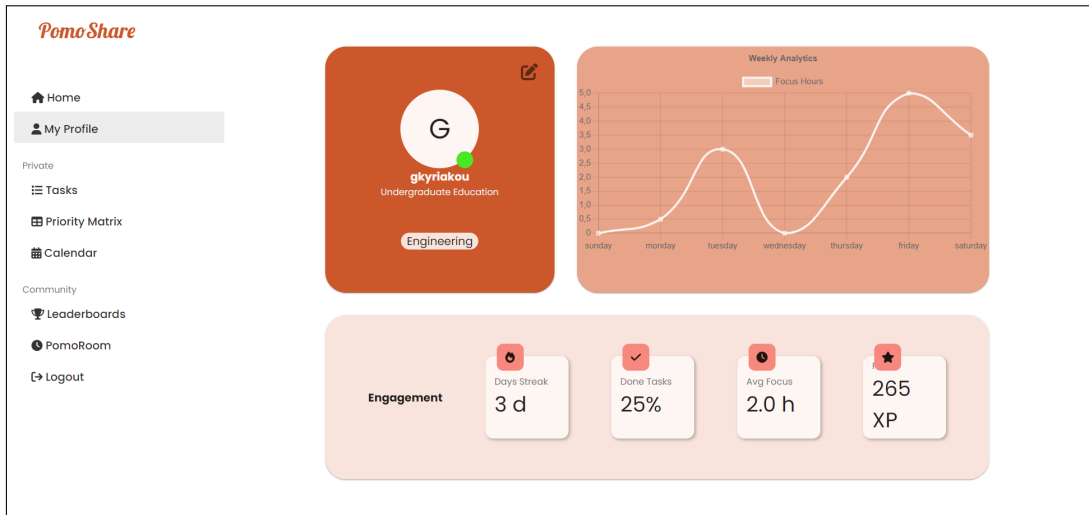 PomoShare
Home
My Profile
Private
Tasks
Priority Matrix
Calendar
Community
Leaderboards
PomoRoom
Logout
G
gkyriakou
Undergraduate Education
Engineering
Weekly Analytics
Focus Hours
5,0
4,5
4,0
3,5
3,0
2,5
2,0
1,5
1,0
0,5
0
sunday monday tuesday wednesday thursday friday saturday
Engagement
Days Streak
3 d
Done Tasks
25%
Avg Focus
2.0 h
265
XP